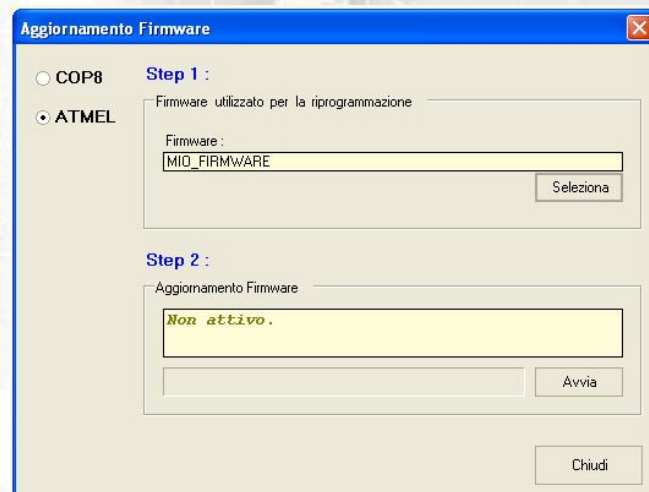 Aggiornamento Firmware
COP8
ATMEL
Step 1 :
Firmware utilizzato per la riprogrammazione
Firmware :
MIO_FIRMWARE
Seleziona
Step 2 :
Aggiornamento Firmware
Non attivo.
Avvia
Chiudi